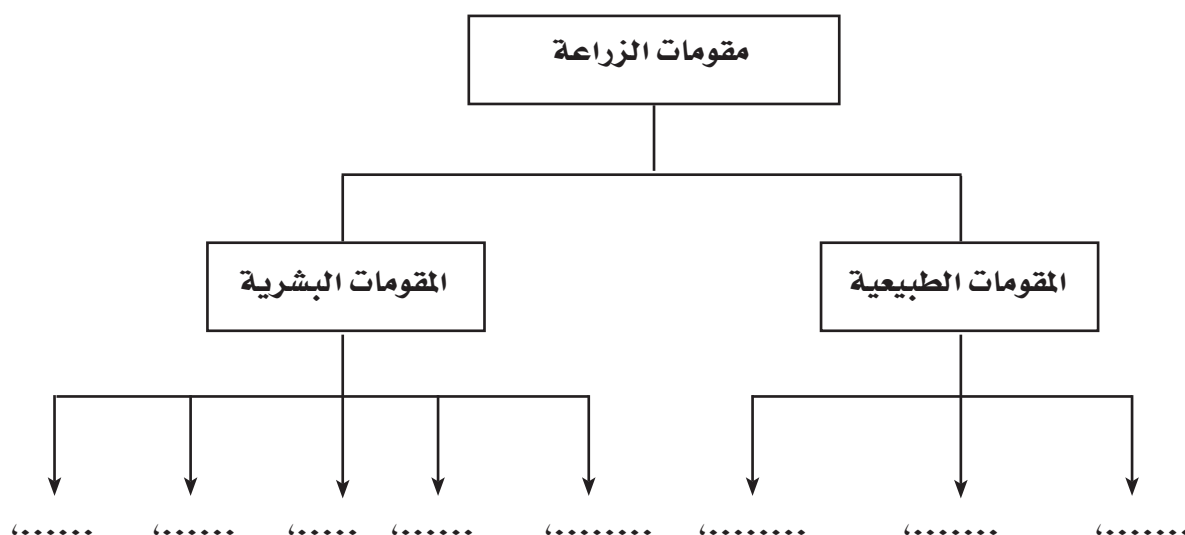 مقومات الزراعة
المقومات الطبيعية
المقومات البشرية
........، .......، .........، .........، .......، .....، ......، ......،